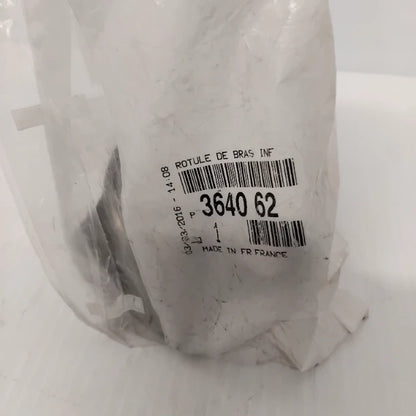 ROTULE DE BRAS INF
P 3640 62
1
MADE IN FR FRANCE
03/03/2016 - 14:08